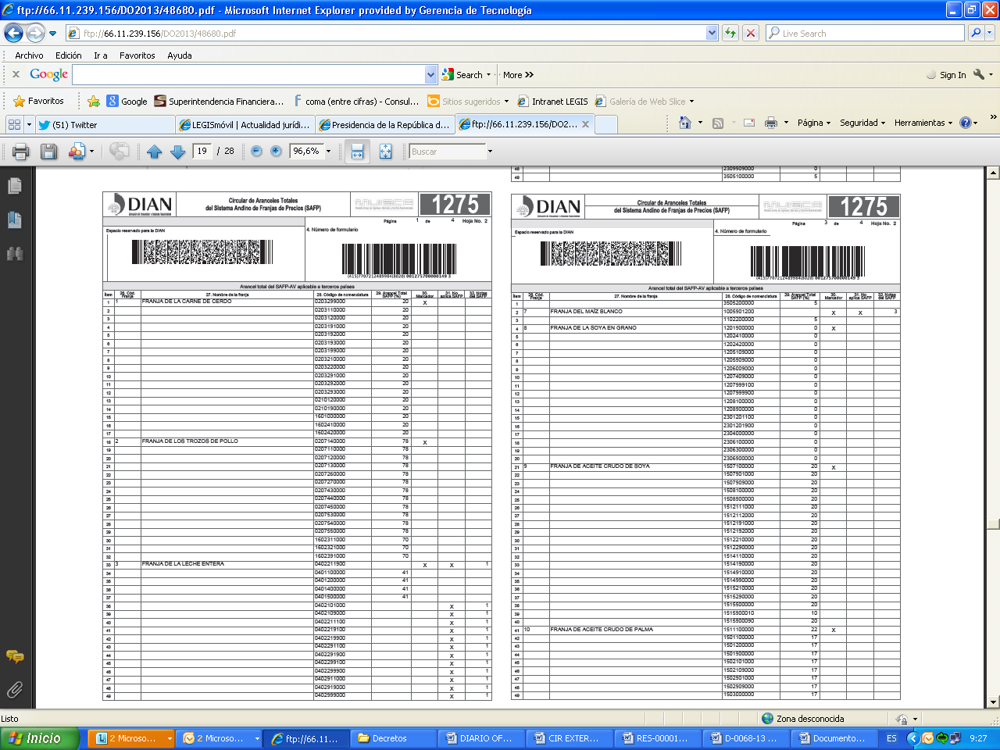 ftp://66.11.239.156/DO2013/48680.pdf - Microsoft Internet Explorer provided by Gerencia de Tecnología
ftp://66.11.239.156/DO2013/48680.pdf
Live Search
Archivo Edición Ir a Favoritos Ayuda
Google Search More Sign In
Favoritos Google Superintendencia Financiera... coma (entre cifras) - Consul... Sitios sugeridos Intranet LEGIS Galería de Web Slice
(51) Twitter LEGISmóvil | Actualidad jurídi... Presidencia de la República d... ftp://66.11.239.156/DO2... Página Seguridad Herramientas
19 / 28 96,6% Buscar
48 2309909000 0
49 3505100000 5
DIAN
Circular de Aranceles Totales
del Sistema Andino de Franjas de Precios (SAFP)
MUISCA
1275
Página 1 de 4 Hoja No. 2
Espacio reservado para la DIAN
4. Número de formulario
(415)7707212489984(8020) 001275700000149 3
Arancel total del SAFP-AV aplicable a terceros países
Item 26. Cód. Franja 27. Nombre de la franja 28. Código de nomenclatura 29. Arancel Total SAFP (%) 30. Marcador 31. No aplica SAFP 32. Notas del SAFP
1 1 FRANJA DE LA CARNE DE CERDO 0203299000 20 X
2 0203110000 20
3 0203120000 20
4 0203191000 20
5 0203192000 20
6 0203193000 20
7 0203199000 20
8 0203210000 20
9 0203220000 20
10 0203291000 20
11 0203292000 20
12 0203293000 20
13 0210120000 20
14 0210190000 20
15 1601000000 20
16 1602410000 20
17 1602420000 20
18 2 FRANJA DE LOS TROZOS DE POLLO 0207140000 78 X
19 0207110000 78
20 0207120000 78
21 0207130000 78
22 0207260000 78
23 0207270000 78
24 0207430000 78
25 0207440000 78
26 0207450000 78
27 0207530000 78
28 0207540000 78
29 0207550000 78
30 1602311000 70
31 1602321000 70
32 1602391000 70
33 3 FRANJA DE LA LECHE ENTERA 0402211900 X X 1
34 0401100000 41
35 0401200000 41
36 0401400000 41
37 0401500000 41
38 0402101000 X 1
39 0402109000 X 1
40 0402211100 X 1
41 0402219100 X 1
42 0402219900 X 1
43 0402291100 X 1
44 0402291900 X 1
45 0402299100 X 1
46 0402299900 X 1
47 0402911000 X 1
48 0402919000 X 1
49 0402999000 X 1
DIAN
Circular de Aranceles Totales
del Sistema Andino de Franjas de Precios (SAFP)
MUISCA
1275
Página 3 de 4 Hoja No. 2
Espacio reservado para la DIAN
4. Número de formulario
(415)7707212489984(8020) 001275700000149 3
Arancel total del SAFP-AV aplicable a terceros países
Item 26. Cód. Franja 27. Nombre de la franja 28. Código de nomenclatura 29. Arancel Total SAFP (%) 30. Marcador 31. No aplica SAFP 32. Notas del SAFP
1 3505200000 5
2 7 FRANJA DEL MAÍZ BLANCO 1005901200 X X 3
3 1102200000 5
4 8 FRANJA DE LA SOYA EN GRANO 1201900000 0 X
5 1202410000 0
6 1202420000 0
7 1205109000 0
8 1205909000 0
9 1206009000 0
10 1207409000 0
11 1207999100 0
12 1207999900 0
13 1208100000 0
14 1208900000 0
15 2301201100 0
16 2301201900 0
17 2304000000 0
18 2306100000 0
19 2306300000 0
20 2306900000 0
21 9 FRANJA DE ACEITE CRUDO DE SOYA 1507100000 20 X
22 1507901000 20
23 1507909000 20
24 1508100000 20
25 1508900000 20
26 1512111000 20
27 1512112000 20
28 1512191000 20
29 1512192000 20
30 1512210000 20
31 1512290000 20
32 1514110000 20
33 1514190000 20
34 1514910000 20
35 1514990000 20
36 1515210000 20
37 1515290000 20
38 1515500000 20
39 1515900010 10
40 1515900090 20
41 10 FRANJA DE ACEITE CRUDO DE PALMA 1511100000 22 X
42 1501100000 17
43 1501200000 17
44 1501900000 17
45 1502101000 17
46 1502109000 17
47 1502901000 17
48 1502909000 17
49 1503000000 17
Listo Zona desconocida
Inicio 2 Microso... 2 Microso... ftp://66.11.... Decretos DIARIO OF... CIR EXTER... RES-00001... D-0068-13 ... Documento... ES 9:27